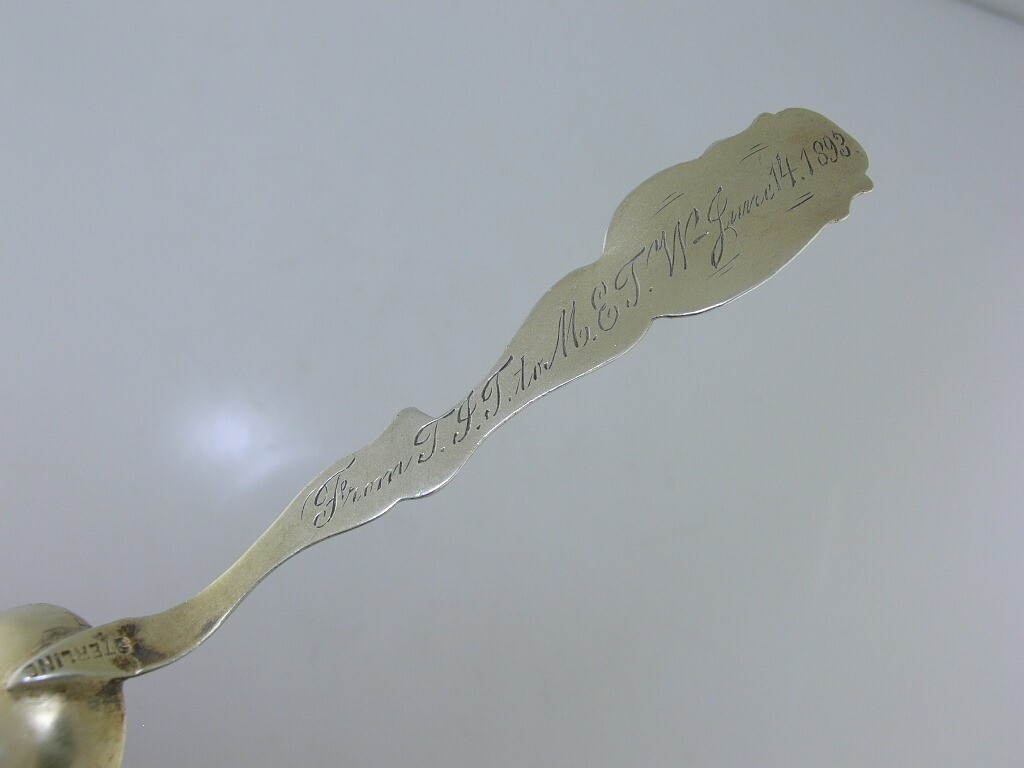 From T. S. T. to M. E. T. W- June 14. 1893.
STERLING